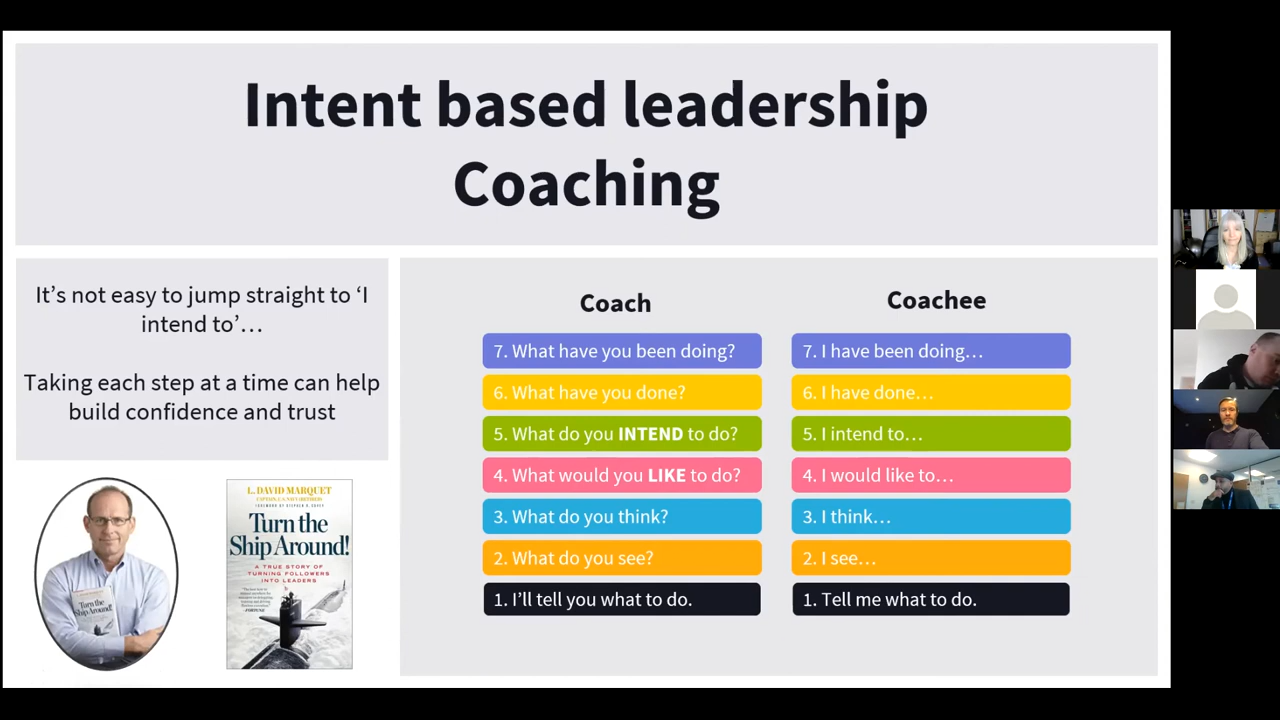 Intent based leadership
Coaching
It's not easy to jump straight to ‘I
intend to’…
Taking each step at a time can help
build confidence and trust
Coach
7. What have you been doing?
6. What have you done?
5. What do you INTEND to do?
4. What would you LIKE to do?
3. What do you think?
2. What do you see?
1. I’ll tell you what to do.
Coachee
7. I have been doing…
6. I have done…
5. I intend to…
4. I would like to…
3. I think…
2. I see…
1. Tell me what to do.
L. DAVID MARQUET
Turn the
Ship Around!
A TRUE STORY OF
TURNING FOLLOWERS
INTO LEADERS
Turn the
Ship Around!